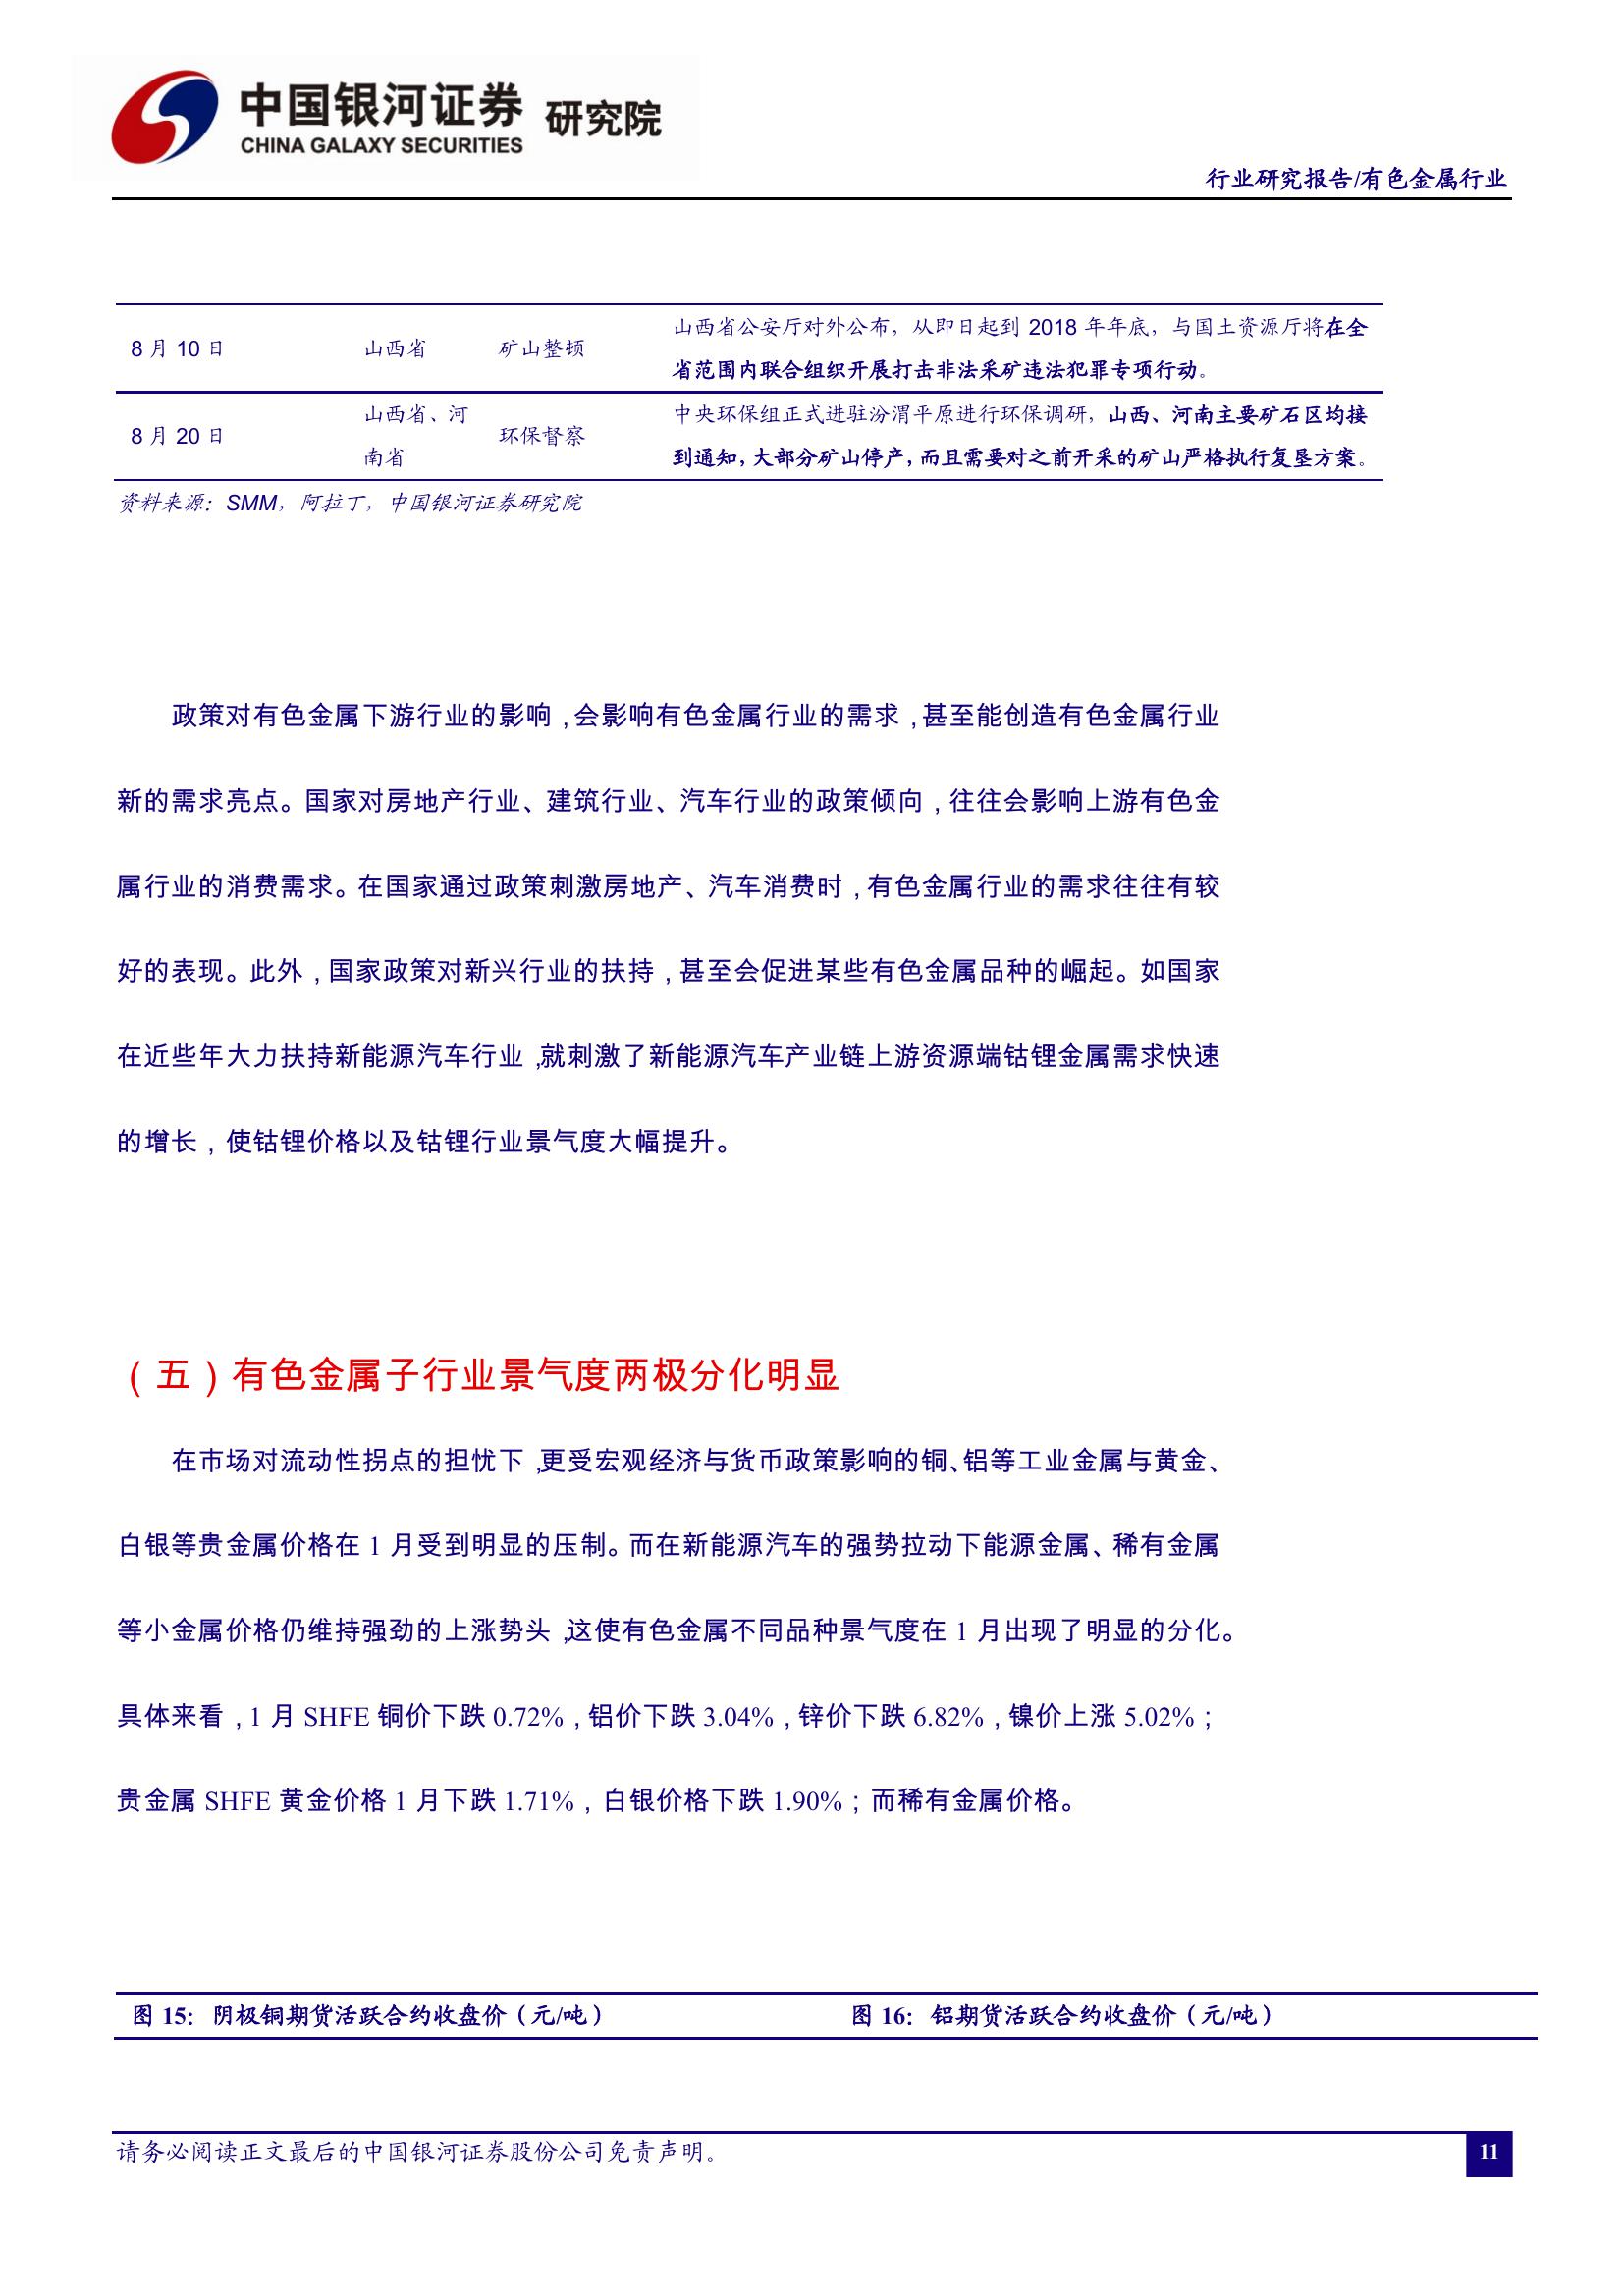 中国银河证券 研究院
CHINA GALAXY SECURITIES
行业研究报告/有色金属行业
8 月 10 日
山西省
矿山整顿
山西省公安厅对外公布，从即日起到 2018 年年底，与国土资源厅将在全
省范围内联合组织开展打击非法采矿违法犯罪专项行动。
8 月 20 日
山西省、河
南省
环保督察
中央环保组正式进驻汾渭平原进行环保调研，山西、河南主要矿石区均接
到通知，大部分矿山停产，而且需要对之前开采的矿山严格执行复垦方案。
资料来源：SMM，阿拉丁，中国银河证券研究院
政策对有色金属下游行业的影响，会影响有色金属行业的需求，甚至能创造有色金属行业
新的需求亮点。国家对房地产行业、建筑行业、汽车行业的政策倾向，往往会影响上游有色金
属行业的消费需求。在国家通过政策刺激房地产、汽车消费时，有色金属行业的需求往往有较
好的表现。此外，国家政策对新兴行业的扶持，甚至会促进某些有色金属品种的崛起。如国家
在近些年大力扶持新能源汽车行业，就刺激了新能源汽车产业链上游资源端钴锂金属需求快速
的增长，使钴锂价格以及钴锂行业景气度大幅提升。
（五）有色金属子行业景气度两极分化明显
在市场对流动性拐点的担忧下，更受宏观经济与货币政策影响的铜、铝等工业金属与黄金、
白银等贵金属价格在 1 月受到明显的压制。而在新能源汽车的强势拉动下能源金属、稀有金属
等小金属价格仍维持强劲的上涨势头，这使有色金属不同品种景气度在 1 月出现了明显的分化。
具体来看，1 月 SHFE 铜价下跌 0.72%，铝价下跌 3.04%，锌价下跌 6.82%，镍价上涨 5.02%；
贵金属 SHFE 黄金价格 1 月下跌 1.71%，白银价格下跌 1.90%；而稀有金属价格。
图 15：阴极铜期货活跃合约收盘价（元/吨）
图 16：铝期货活跃合约收盘价（元/吨）
请务必阅读正文最后的中国银河证券股份公司免责声明。
11